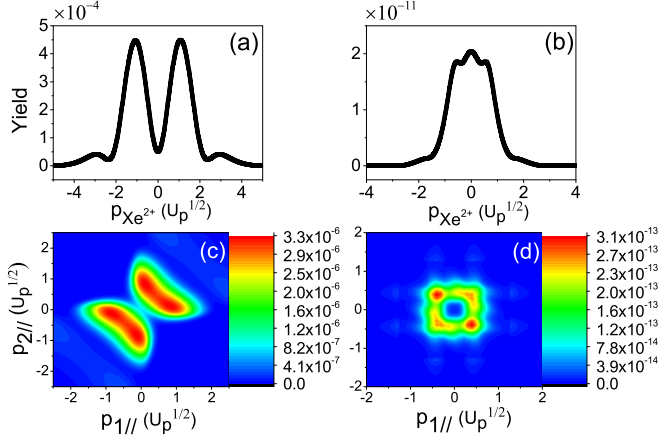 ×10⁻⁴
×10⁻¹¹
(a)
(b)
Yield
5
4
3
2
1
0
2
1
0
-4 -2 0 2 4
-4 -2 0 2 4
p_Xe²⁺ (U_p^1/2)
p_Xe²⁺ (U_p^1/2)
(c)
(d)
p_2// (U_p^1/2)
2
1
0
-1
-2
3.3x10⁻⁶
2.9x10⁻⁶
2.5x10⁻⁶
2.0x10⁻⁶
1.6x10⁻⁶
1.2x10⁻⁶
8.2x10⁻⁷
4.1x10⁻⁷
0.0
2
1
0
-1
-2
3.1x10⁻¹³
2.7x10⁻¹³
2.3x10⁻¹³
2.0x10⁻¹³
1.6x10⁻¹³
1.2x10⁻¹³
7.8x10⁻¹⁴
3.9x10⁻¹⁴
0.0
-2 -1 0 1 2
-2 -1 0 1 2
p_1// (U_p^1/2)
p_1// (U_p^1/2)